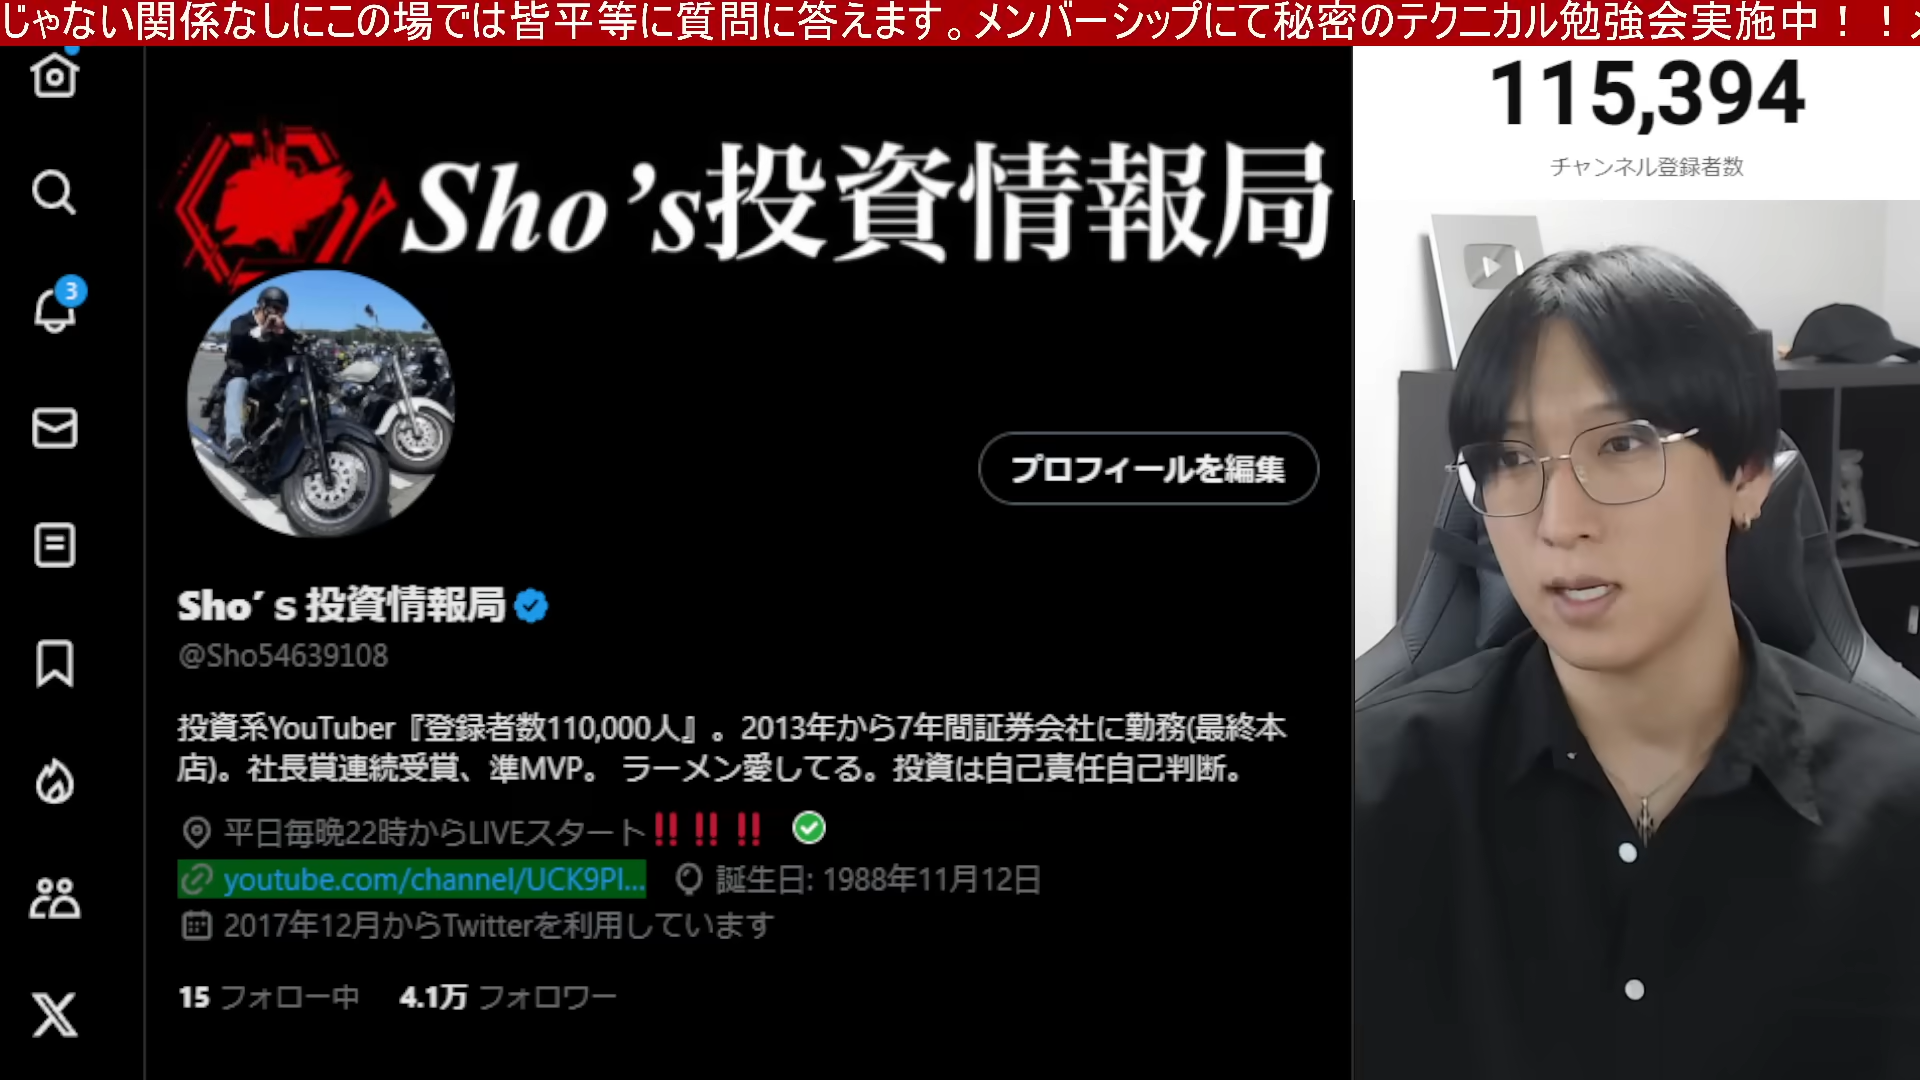 じゃない関係なしにこの場では皆平等に質問に答えます。メンバーシップにて秘密のテクニカル勉強会実施中！！
115,394
チャンネル登録者数
Sho's投資情報局
3
プロフィールを編集
Sho′ｓ投資情報局
@Sho54639108
投資系YouTuber『登録者数110,000人』。2013年から7年間証券会社に勤務(最終本
店)。社長賞連続受賞、準MVP。 ラーメン愛してる。投資は自己責任自己判断。
平日毎晩22時からLIVEスタート‼️ ‼️ ‼️
youtube.com/channel/UCK9Pl... 誕生日: 1988年11月12日
2017年12月からTwitterを利用しています
15 フォロー中 4.1万 フォロワー